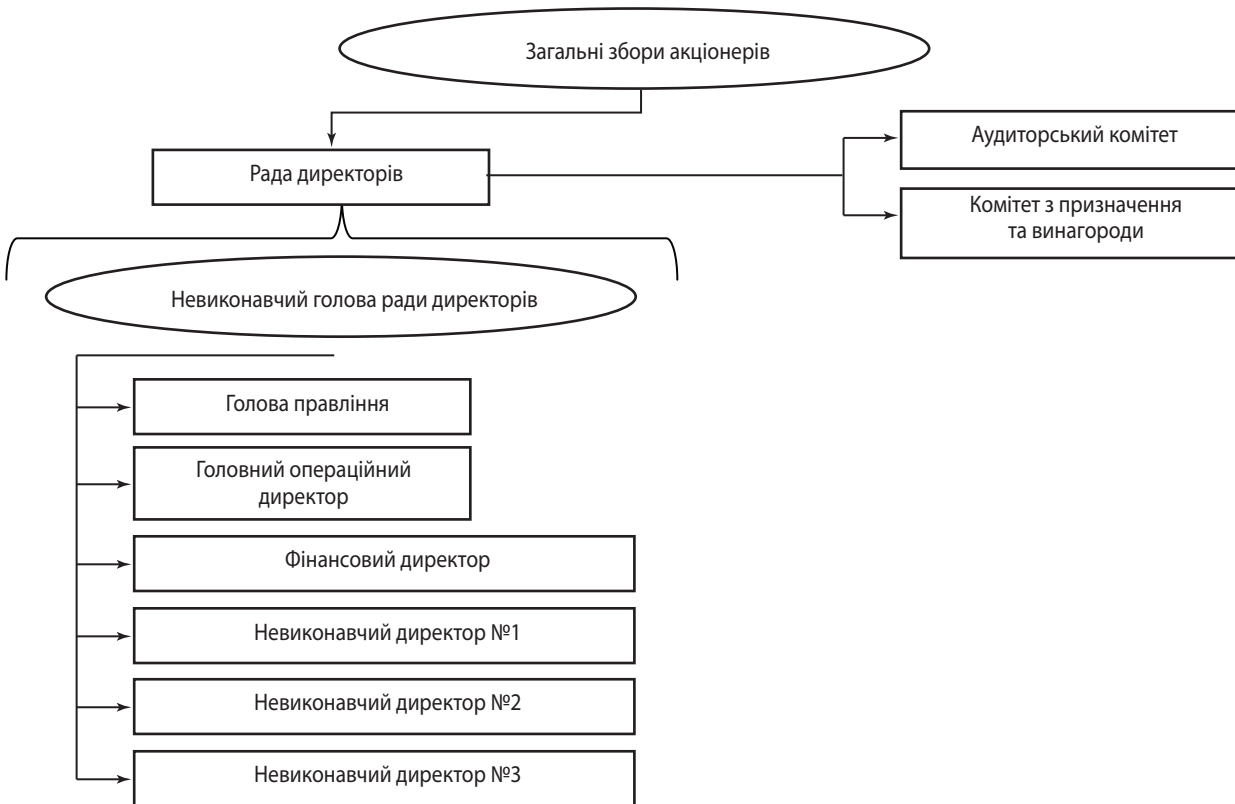 Загальні збори акціонерів
Аудиторський комітет
Рада директорів
Комітет з призначення
та винагороди
Невиконавчий голова ради директорів
Голова правління
Головний операційний
директор
Фінансовий директор
Невиконавчий директор №1
Невиконавчий директор №2
Невиконавчий директор №3